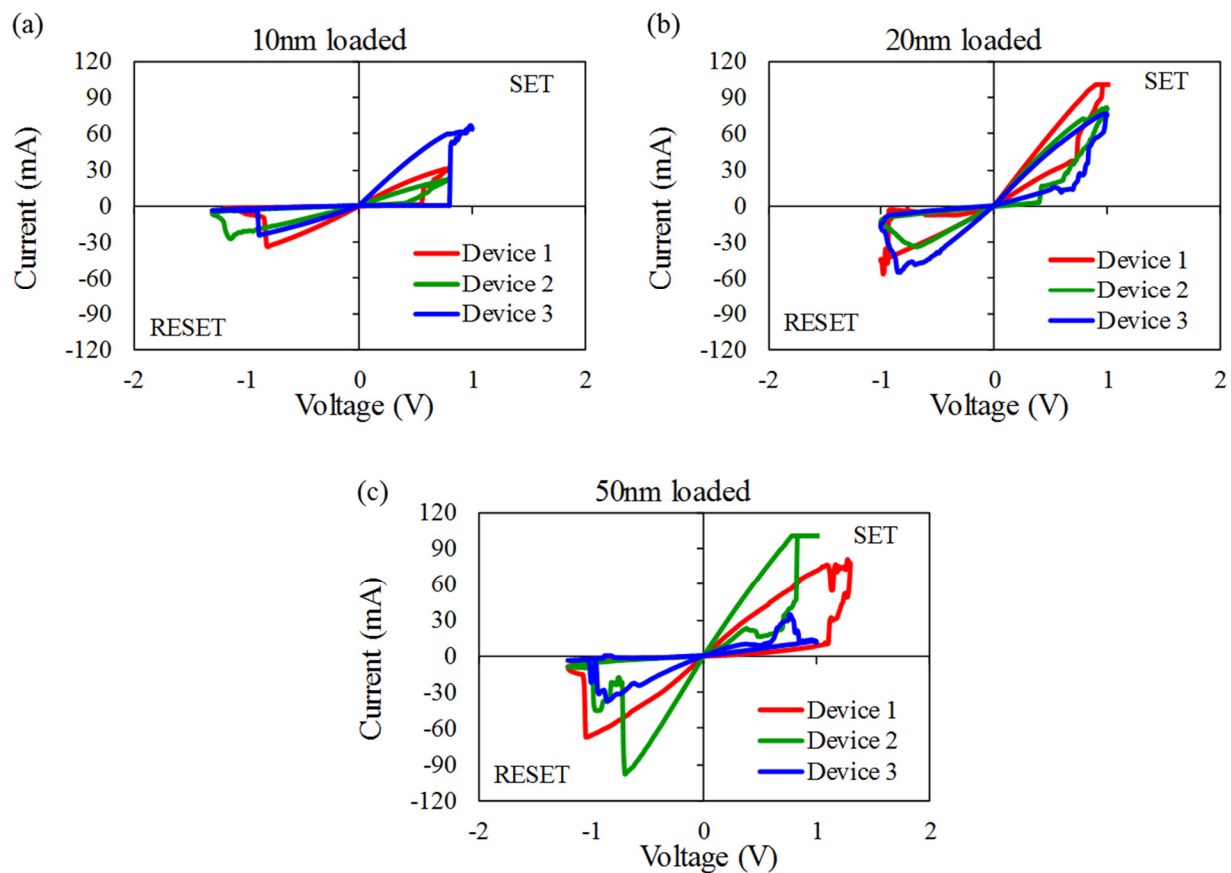 (a)
10nm loaded
120
90
60
30
0
-30
-60
-90
-120
Current (mA)
SET
RESET
Device 1
Device 2
Device 3
-2
-1
0
1
2
Voltage (V)
(b)
20nm loaded
120
90
60
30
0
-30
-60
-90
-120
Current (mA)
SET
RESET
Device 1
Device 2
Device 3
-2
-1
0
1
2
Voltage (V)
(c)
50nm loaded
120
90
60
30
0
-30
-60
-90
-120
Current (mA)
SET
RESET
Device 1
Device 2
Device 3
-2
-1
0
1
2
Voltage (V)